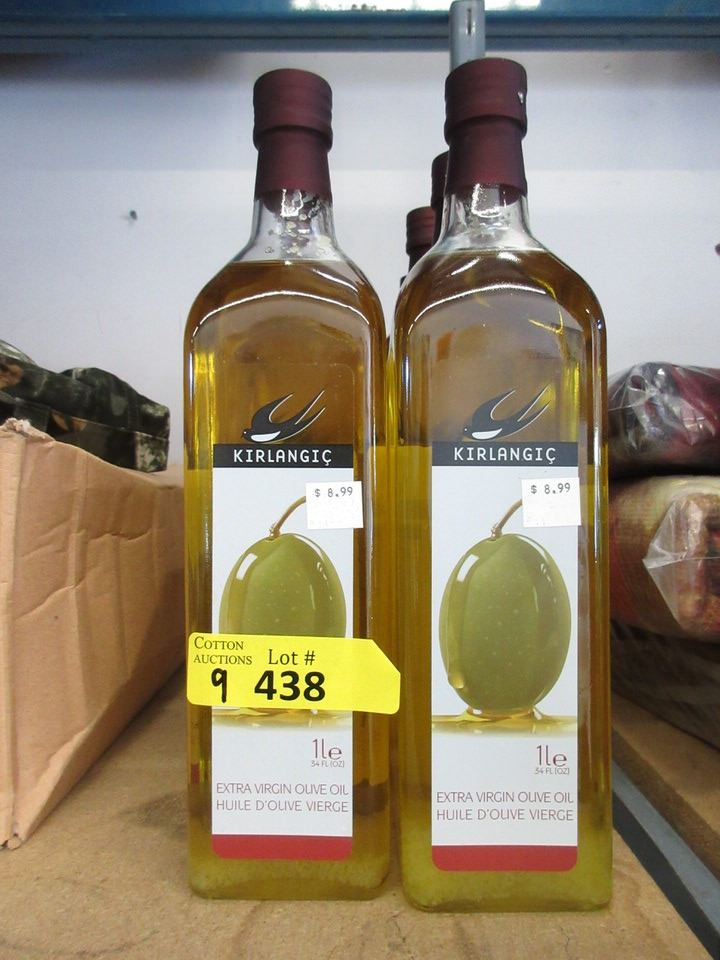 KIRLANGIÇ
$ 8.99
COTTON
AUCTIONS
Lot #
9 438
1le
34 FL (OZ)
EXTRA VIRGIN OLIVE OIL
HUILE D'OLIVE VIERGE
KIRLANGIÇ
$ 8.99
1le
34 FL (OZ)
EXTRA VIRGIN OLIVE OIL
HUILE D'OLIVE VIERGE